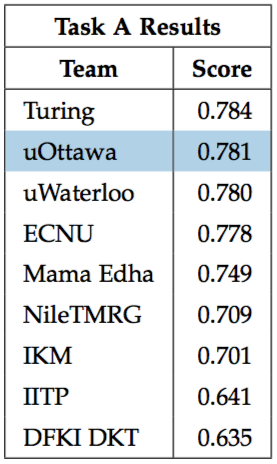 Task A Results
Team Score
Turing 0.784
uOttawa 0.781
uWaterloo 0.780
ECNU 0.778
Mama Edha 0.749
NileTMRG 0.709
IKM 0.701
IITP 0.641
DFKI DKT 0.635